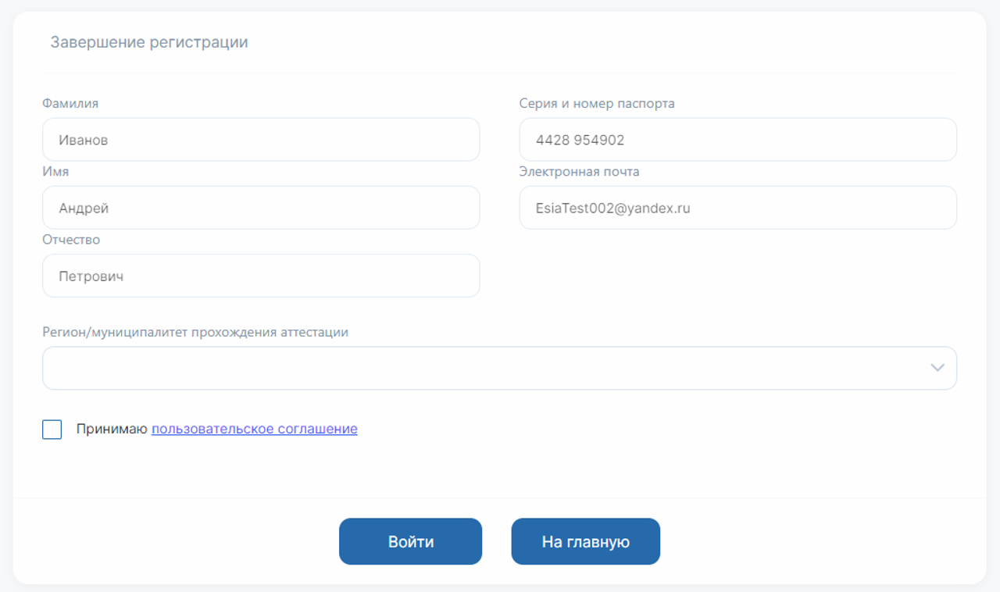 Завершение регистрации
Фамилия
Иванов
Имя
Андрей
Отчество
Петрович
Серия и номер паспорта
4428 954902
Электронная почта
EsiaTest002@yandex.ru
Регион/муниципалитет прохождения аттестации
Принимаю пользовательское соглашение
Войти
На главную